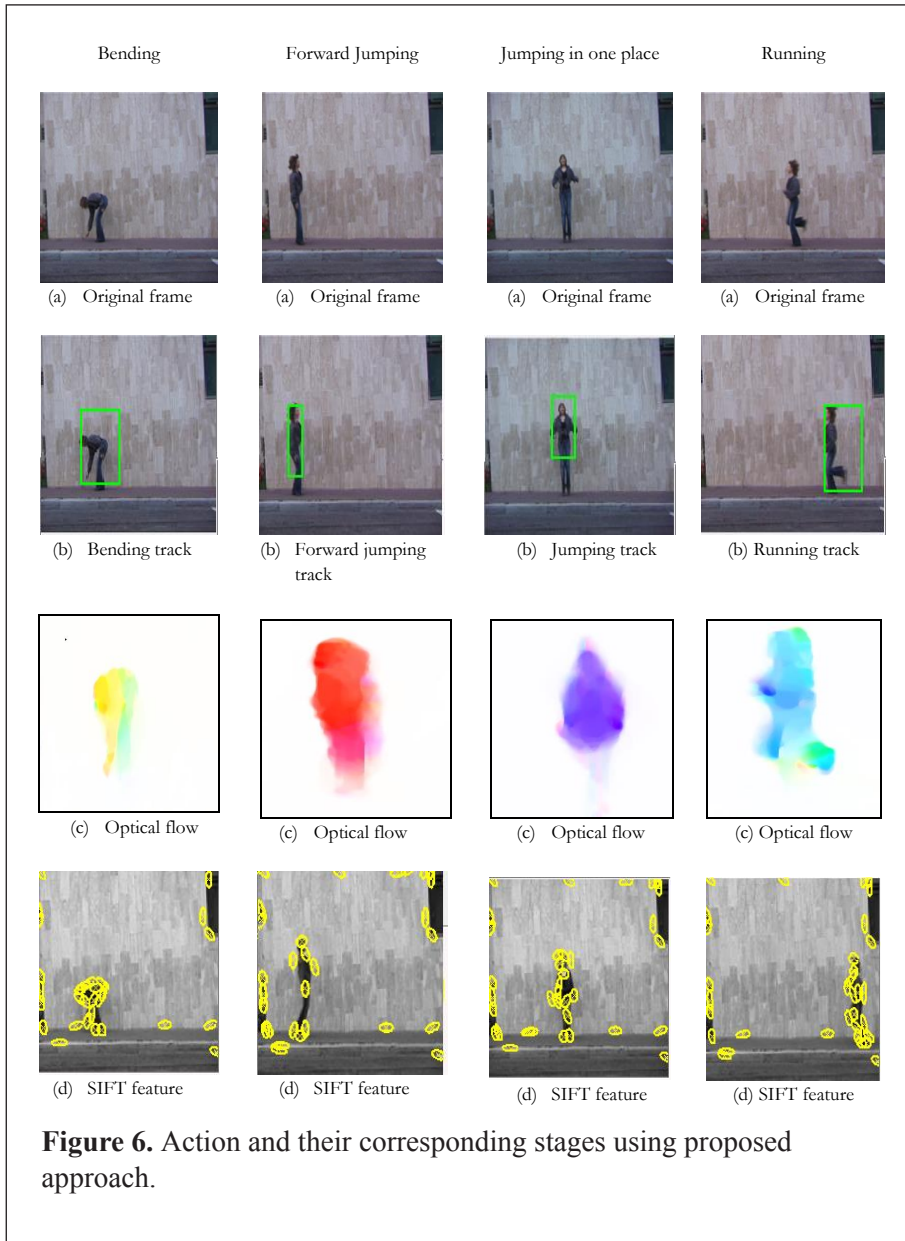 Bending Forward Jumping Jumping in one place Running
(a) Original frame (a) Original frame (a) Original frame (a) Original frame
(b) Bending track (b) Forward jumping (b) Jumping track (b) Running track
track
(c) Optical flow (c) Optical flow (c) Optical flow (c) Optical flow
(d) SIFT feature (d) SIFT feature (d) SIFT feature (d) SIFT feature
Figure 6. Action and their corresponding stages using proposed
approach.